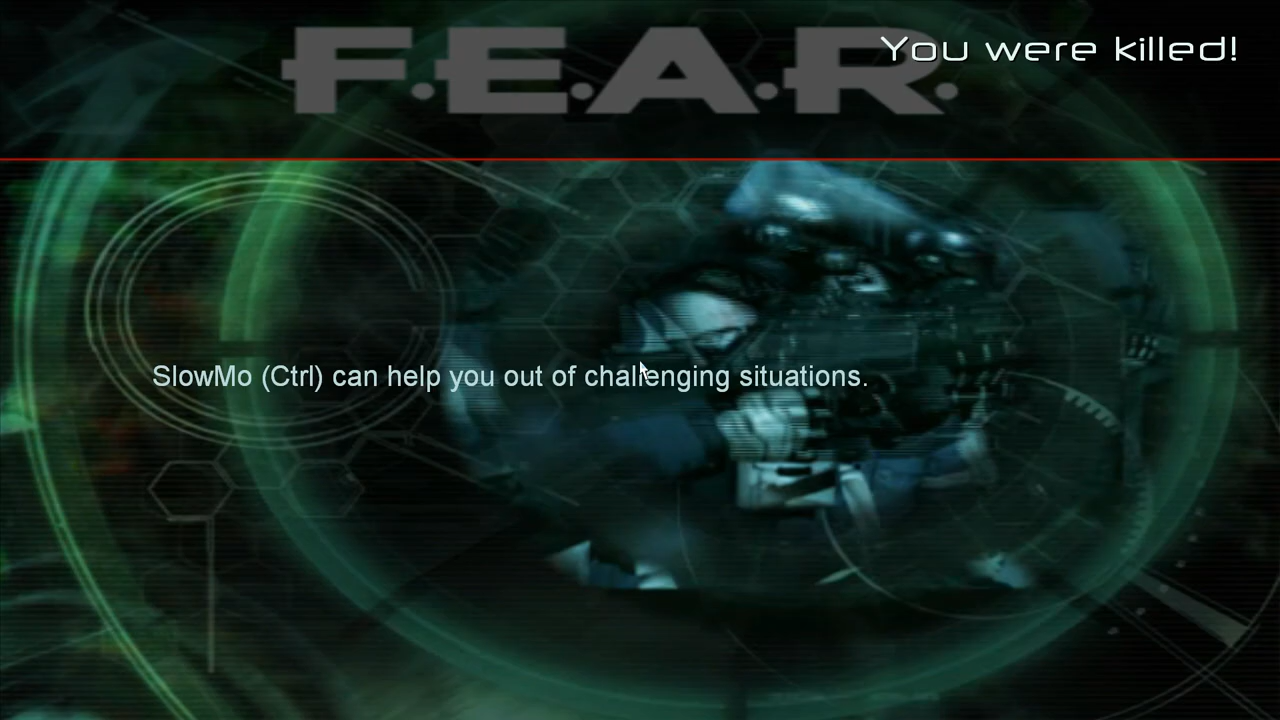 F.E.A.R.
You were killed!
SlowMo (Ctrl) can help you out of challenging situations.